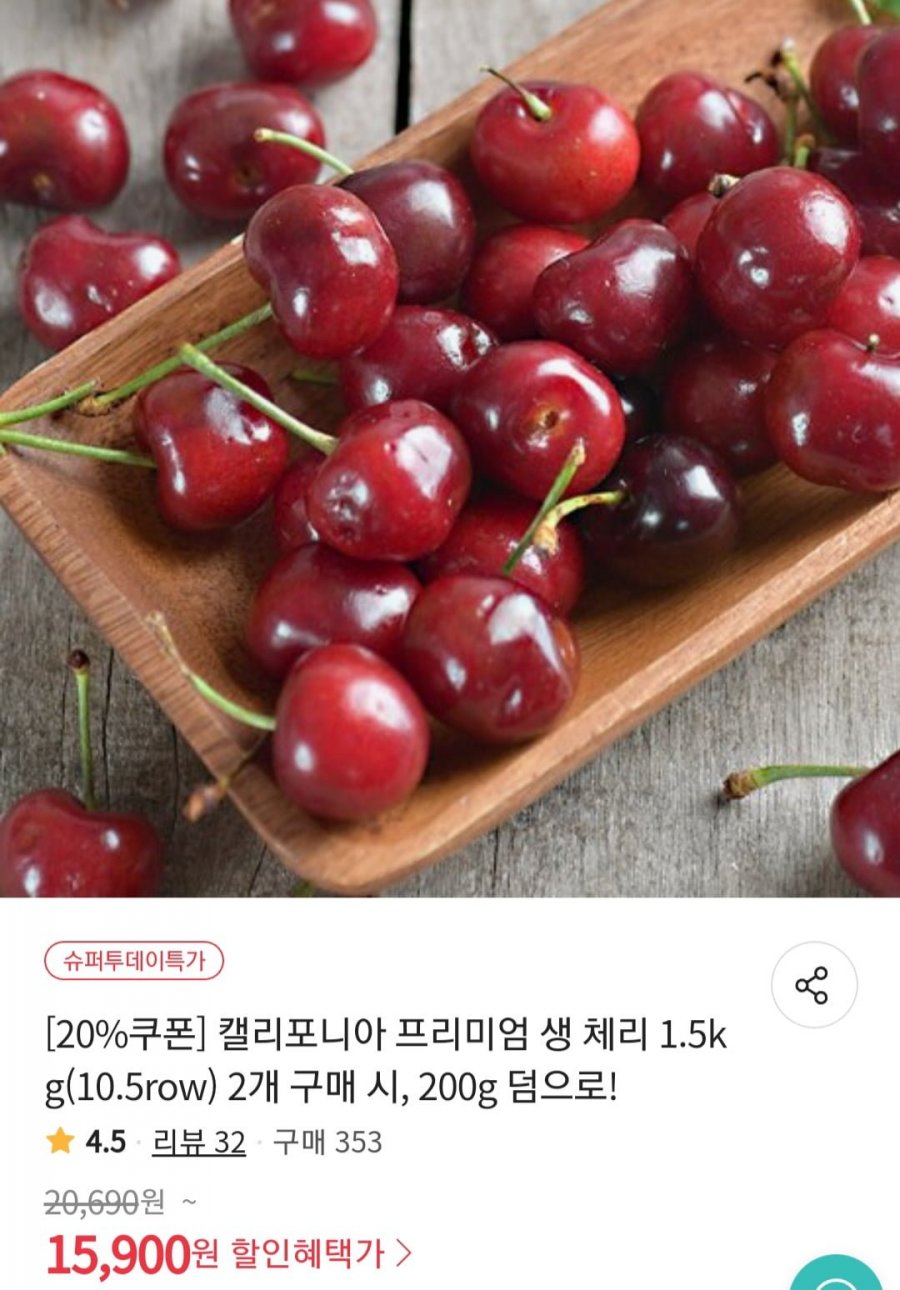 슈퍼투데이특가
[20%쿠폰] 캘리포니아 프리미엄 생 체리 1.5k
g(10.5row) 2개 구매 시, 200g 덤으로!
4.5 · 리뷰 32 · 구매 353
20,690원 ~
15,900원 할인혜택가 >